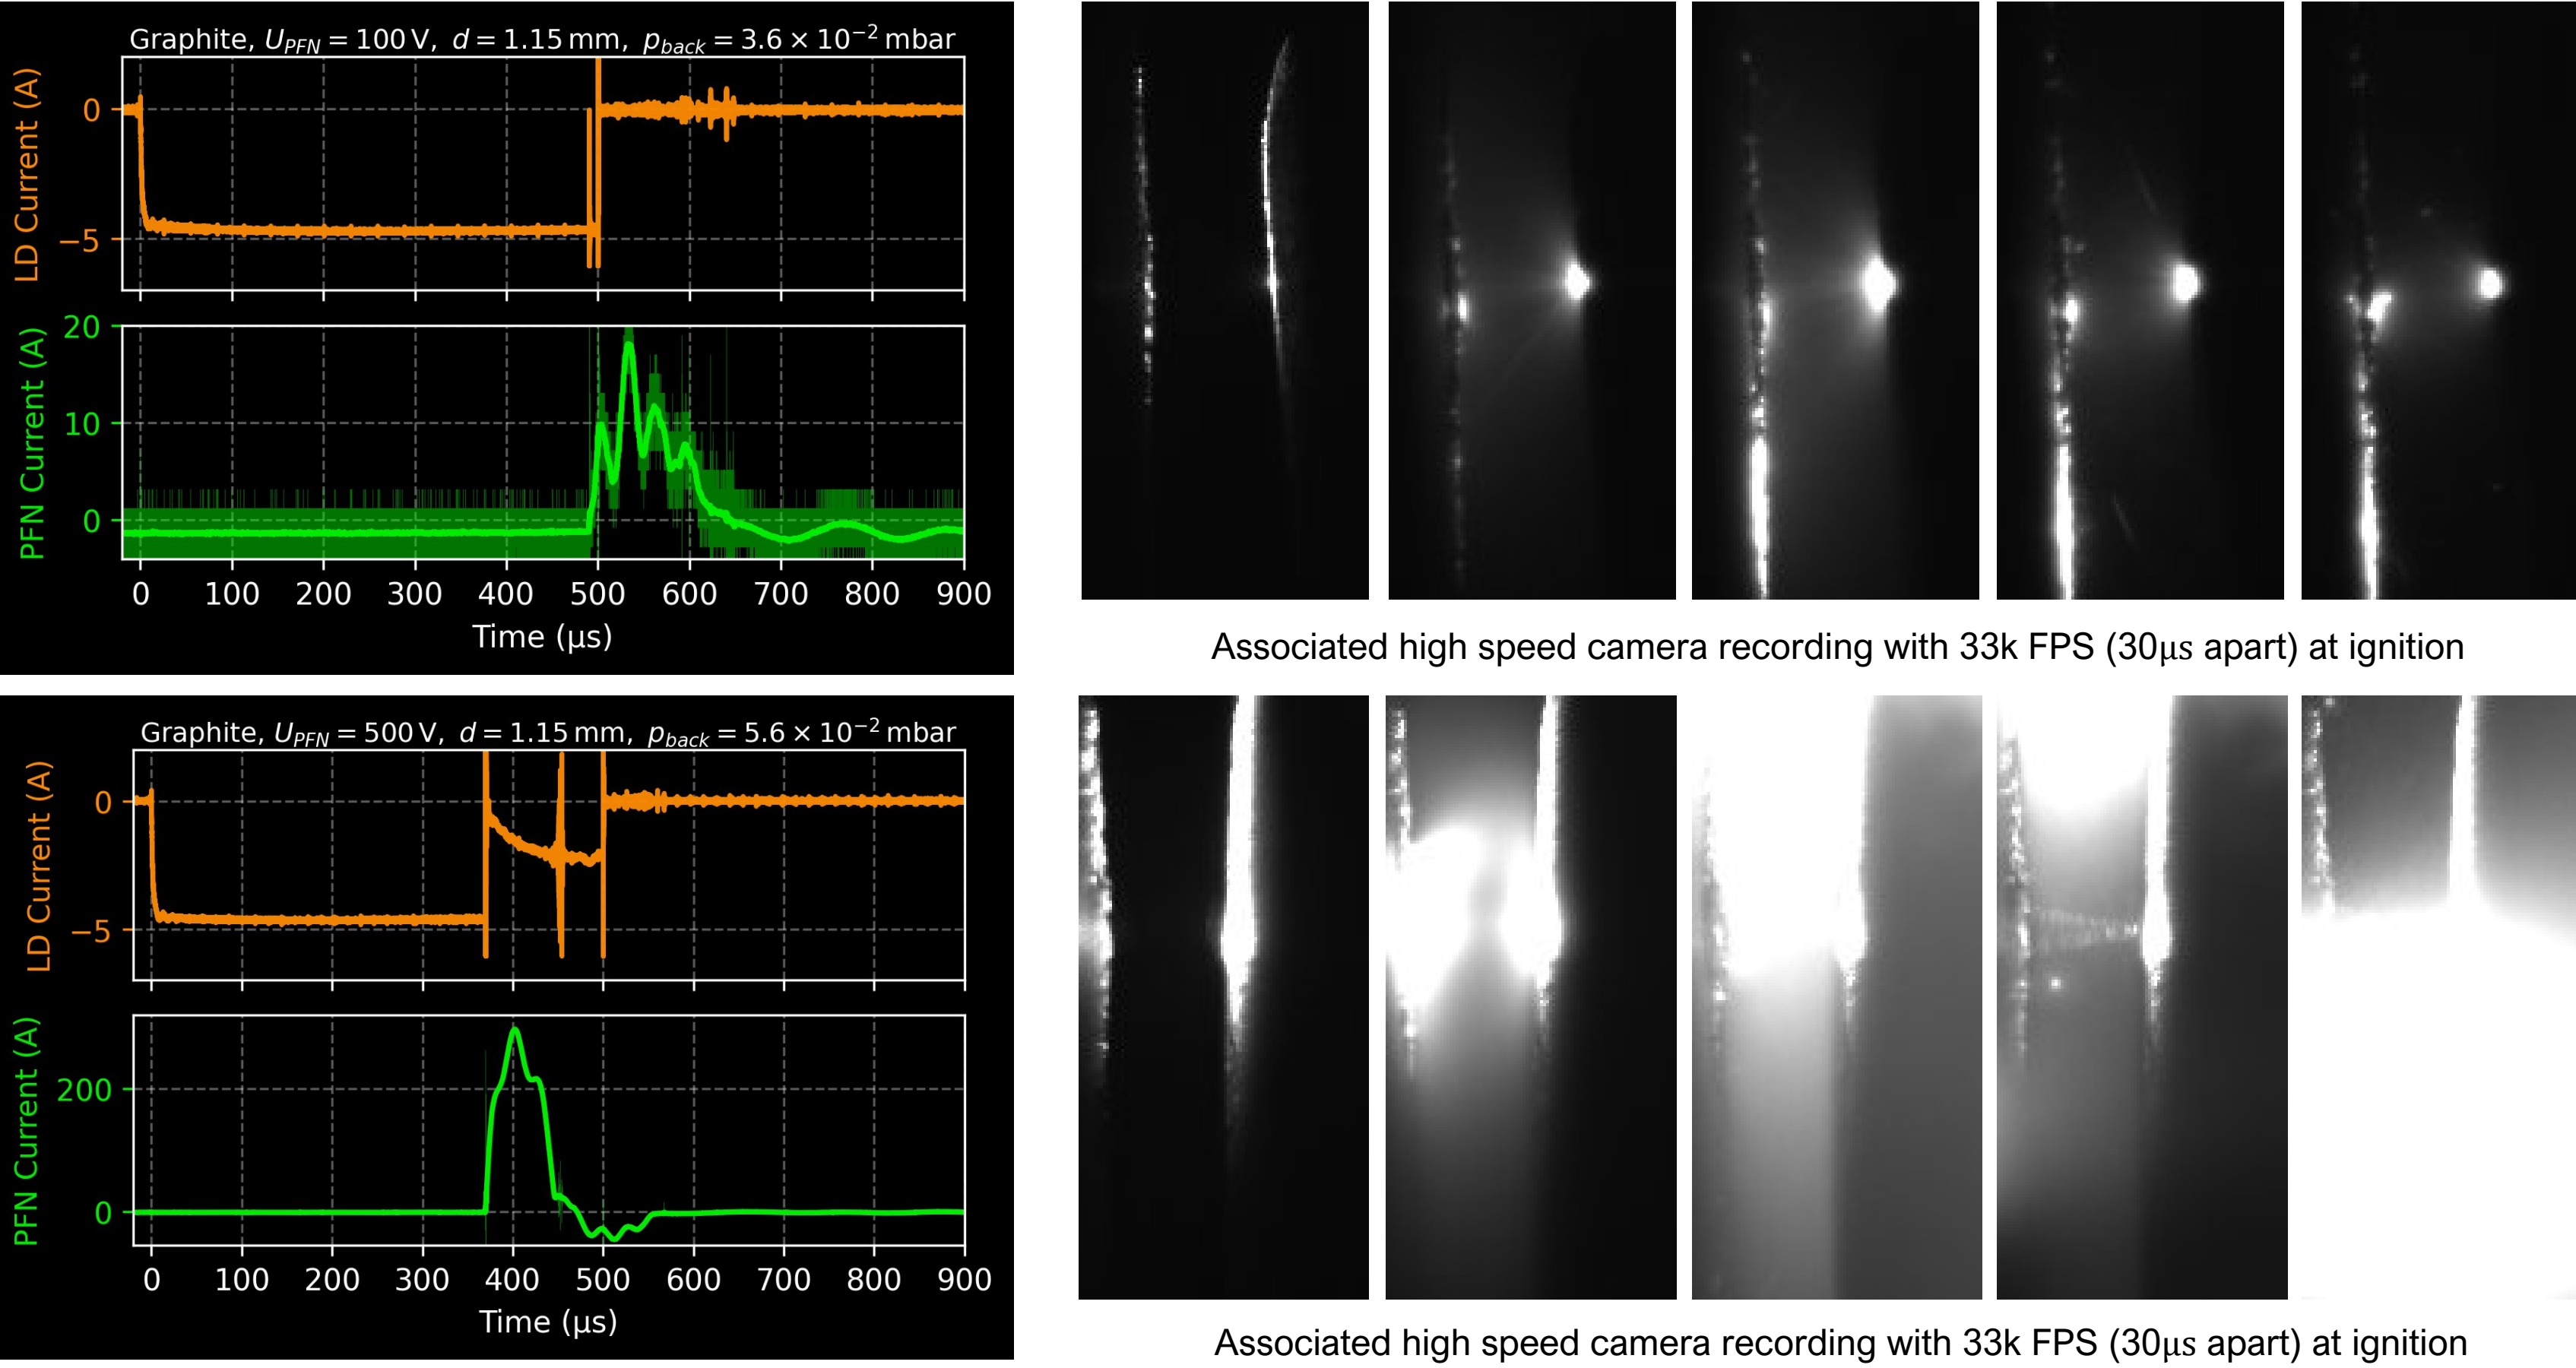 Graphite, U_PFN = 100 V, d = 1.15 mm, p_back = 3.6 × 10⁻² mbar
LD Current (A)
0
−5
PFN Current (A)
20
10
0
0 100 200 300 400 500 600 700 800 900
Time (µs)
Associated high speed camera recording with 33k FPS (30µs apart) at ignition
Graphite, U_PFN = 500 V, d = 1.15 mm, p_back = 5.6 × 10⁻² mbar
LD Current (A)
0
−5
PFN Current (A)
200
0
0 100 200 300 400 500 600 700 800 900
Time (µs)
Associated high speed camera recording with 33k FPS (30µs apart) at ignition